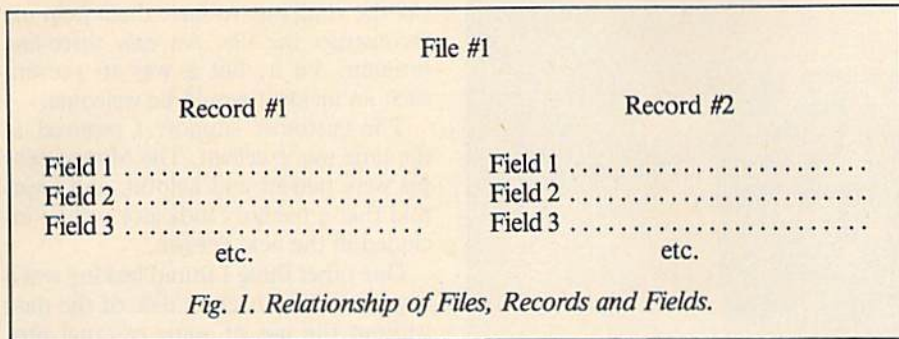 File #1
Record #1 Record #2
Field 1 ............................ Field 1 ............................
Field 2 ............................ Field 2 ............................
Field 3 ............................ Field 3 ............................
etc. etc.
Fig. 1. Relationship of Files, Records and Fields.